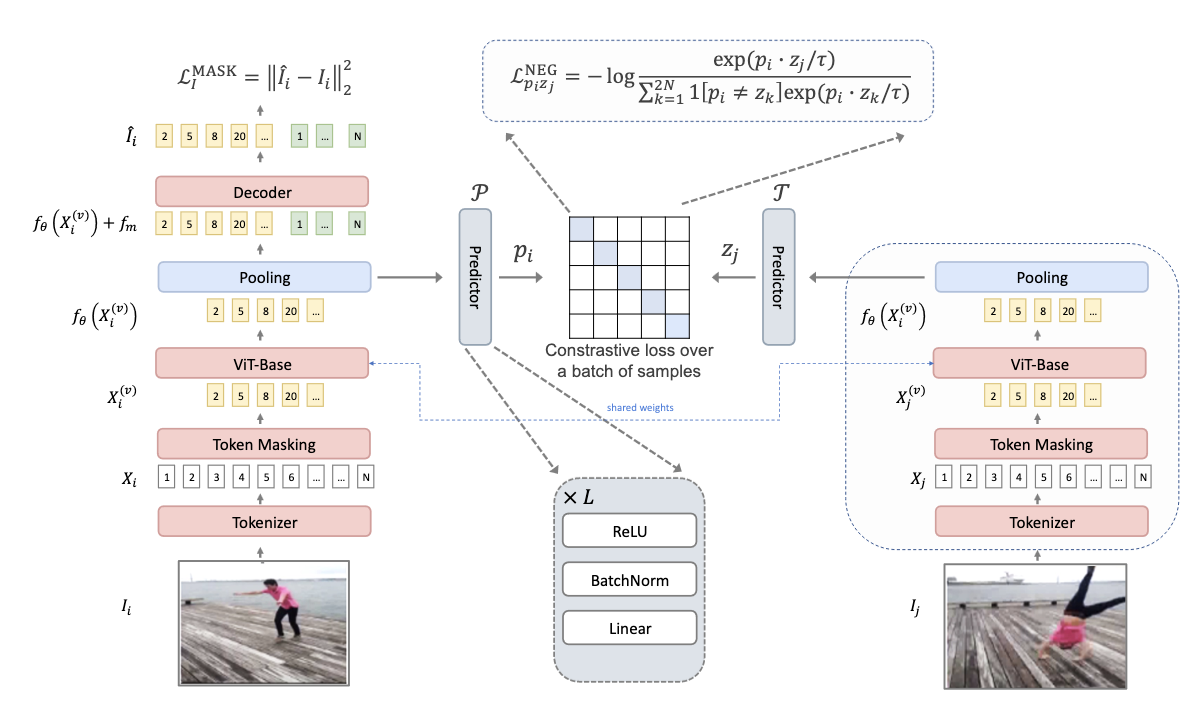 ℒ_I^MASK = ‖Î_i − I_i‖_2^2
Î_i
2 5 8 20 ... 1 ... N
Decoder
f_θ(X_i^(v)) + f_m
2 5 8 20 ... 1 ... N
Pooling
f_θ(X_i^(v))
2 5 8 20 ...
ViT-Base
X_i^(v)
2 5 8 20 ...
Token Masking
X_i
1 2 3 4 5 6 ... ... N
Tokenizer
I_i
ℒ_{p_i z_j}^NEG = −log exp(p_i · z_j/τ) / ∑_{k=1}^{2N} 1[p_i ≠ z_k]exp(p_i · z_k/τ)
𝒫
Predictor
p_i
z_j
𝒯
Predictor
Constrastive loss over
a batch of samples
shared weights
× L
ReLU
BatchNorm
Linear
Pooling
f_θ(X_i^(v))
2 5 8 20 ...
ViT-Base
X_j^(v)
2 5 8 20 ...
Token Masking
X_j
1 2 3 4 5 6 ... ... N
Tokenizer
I_j